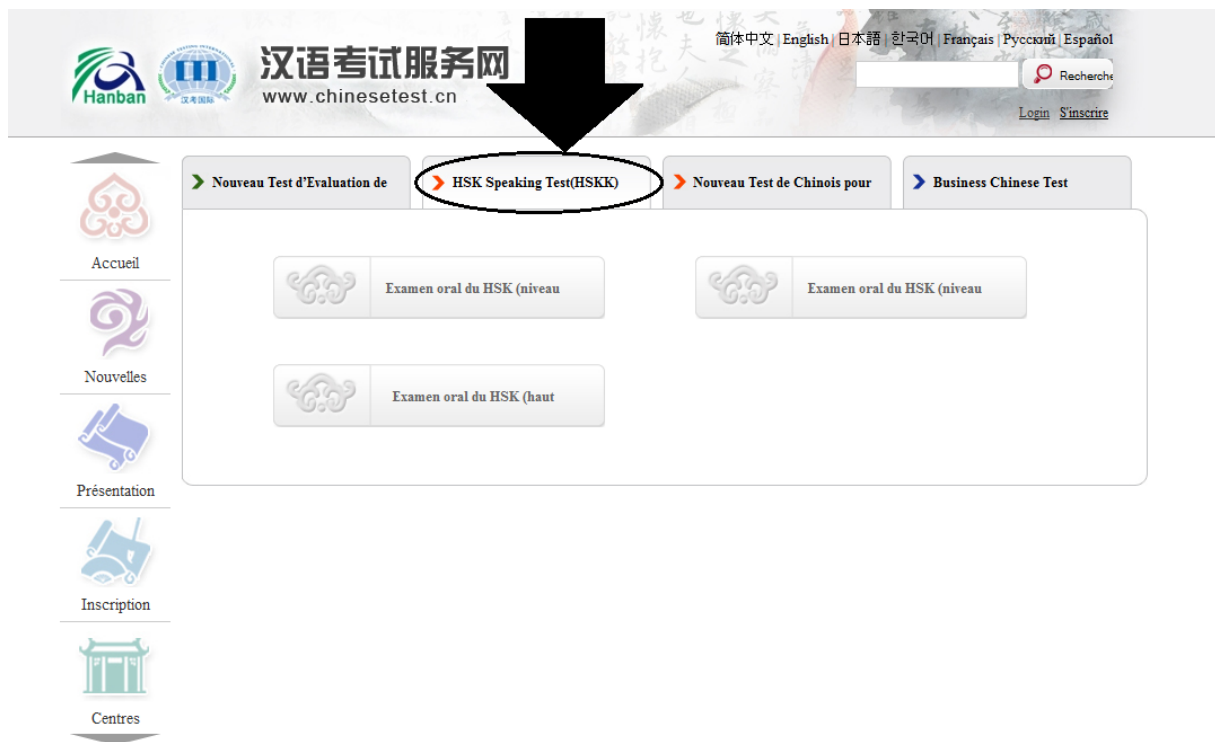 简体中文 | English | 日本語 | 한국어 | Français | Русский | Español
Hanban
汉考国际
汉语考试服务网
www.chinesetest.cn
Recherche
Login S'inscrire
Nouveau Test d’Evaluation de
HSK Speaking Test(HSKK)
Nouveau Test de Chinois pour
Business Chinese Test
Accueil
Nouvelles
Présentation
Inscription
Centres
Examen oral du HSK (niveau
Examen oral du HSK (niveau
Examen oral du HSK (haut